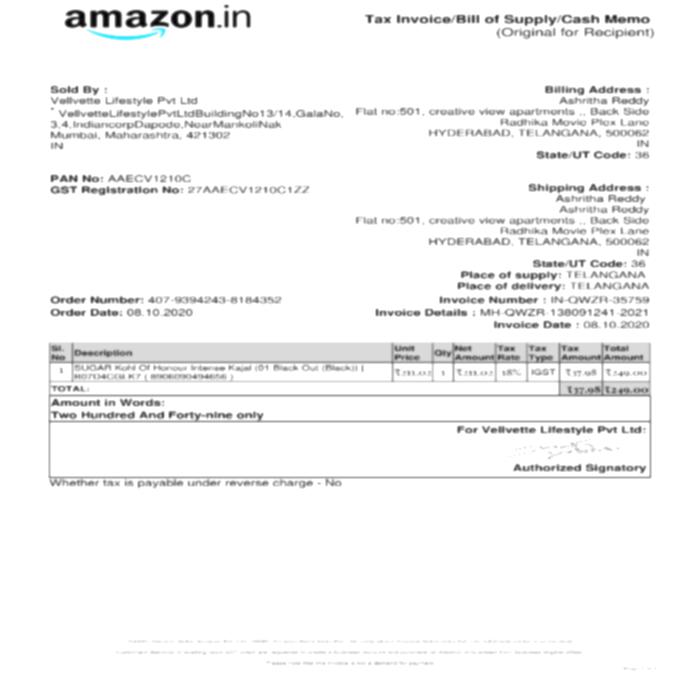 amazon.in
Tax Invoice/Bill of Supply/Cash Memo
(Original for Recipient)
Sold By :
Vellvette Lifestyle Pvt Ltd
* VellvetteLifestylePvtLtdBuildingNo13/14,GalaNo,
3,4,IndiancorpDapode,NearMankoliNak
Mumbai, Maharashtra, 421302
IN
Billing Address :
Ashritha Reddy
Flat no:501, creative view apartments ,, Back Side
Radhika Movie Plex Lane
HYDERABAD, TELANGANA, 500062
IN
State/UT Code: 36
PAN No: AAECV1210C
GST Registration No: 27AAECV1210C1ZZ
Shipping Address :
Ashritha Reddy
Ashritha Reddy
Flat no:501, creative view apartments ,, Back Side
Radhika Movie Plex Lane
HYDERABAD, TELANGANA, 500062
IN
State/UT Code: 36
Place of supply: TELANGANA
Place of delivery: TELANGANA
Order Number: 407-9394243-8184352
Order Date: 08.10.2020
Invoice Number : IN-QWZR-35759
Invoice Details : MH-QWZR-138091241-2021
Invoice Date : 08.10.2020
Sl. No Description Unit Price Qty Net Amount Tax Rate Tax Type Tax Amount Total Amount
1 SUGAR Kohl Of Honour Intense Kajal (01 Black Out (Black)) | ₹211.02 1 ₹211.02 18% IGST ₹37.98 ₹249.00
TOTAL: ₹37.98 ₹249.00
Amount in Words:
Two Hundred And Forty-nine only
For Vellvette Lifestyle Pvt Ltd:
Authorized Signatory
Whether tax is payable under reverse charge - No